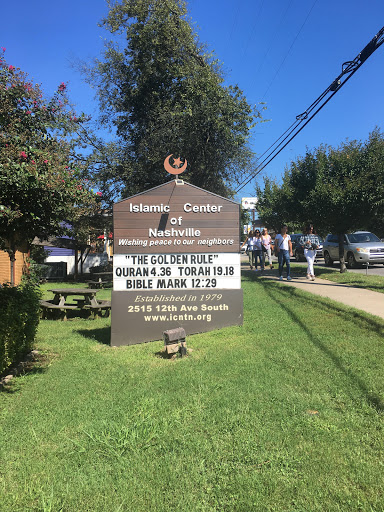 Islamic Center
of
Nashville
Wishing peace to our neighbors
"THE GOLDEN RULE"
QURAN 4.36 TORAH 19.18
BIBLE MARK 12:29
Established in 1979
2515 12th Ave South
www.icntn.org